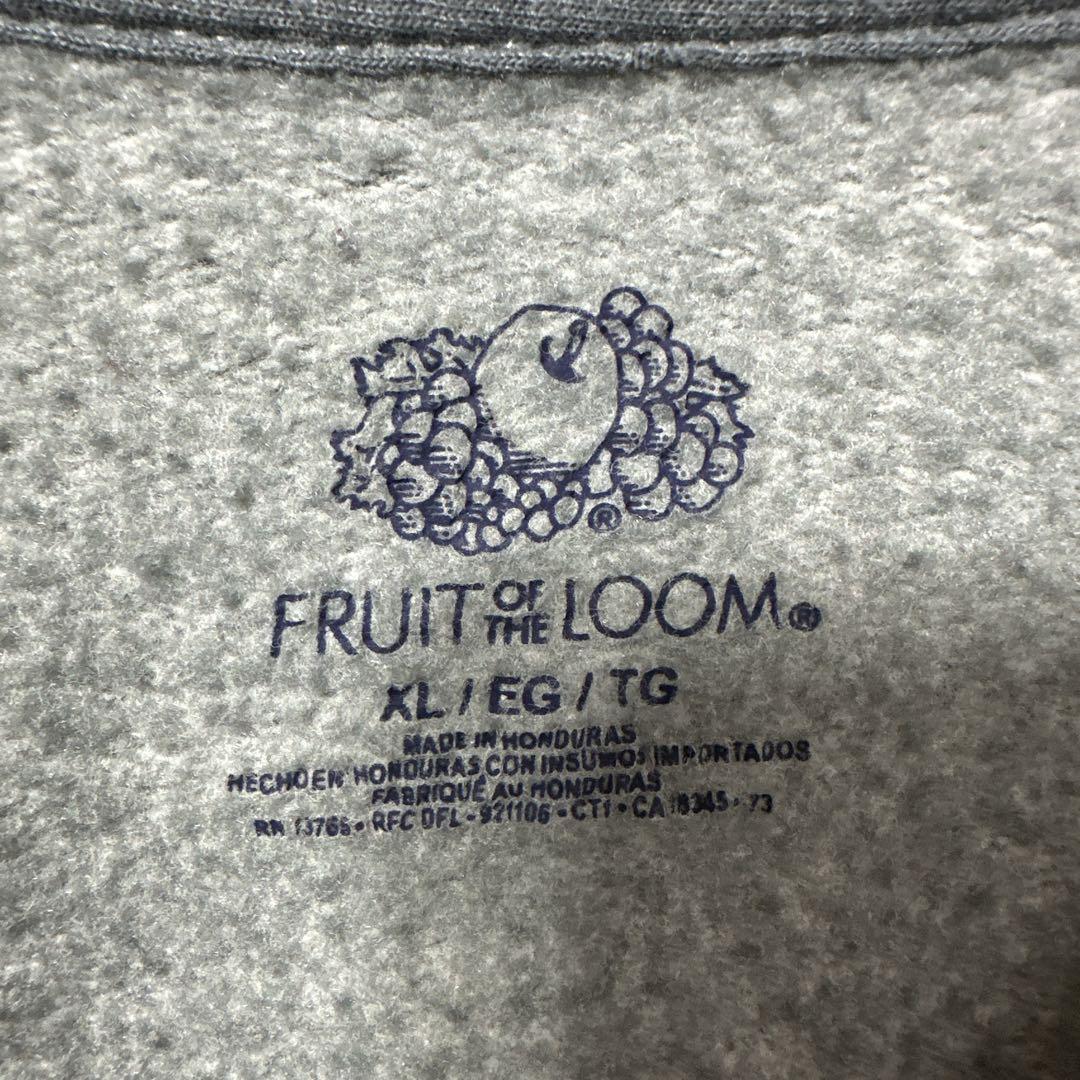 ®
FRUIT OF THE LOOM®
XL / EG / TG
MADE IN HONDURAS
HECHO EN HONDURAS CON INSUMOS IMPORTADOS
FABRIQUÉ AU HONDURAS
RN 13765 • RFC DFL - 921106 - CT1 • CA 18345 • 73